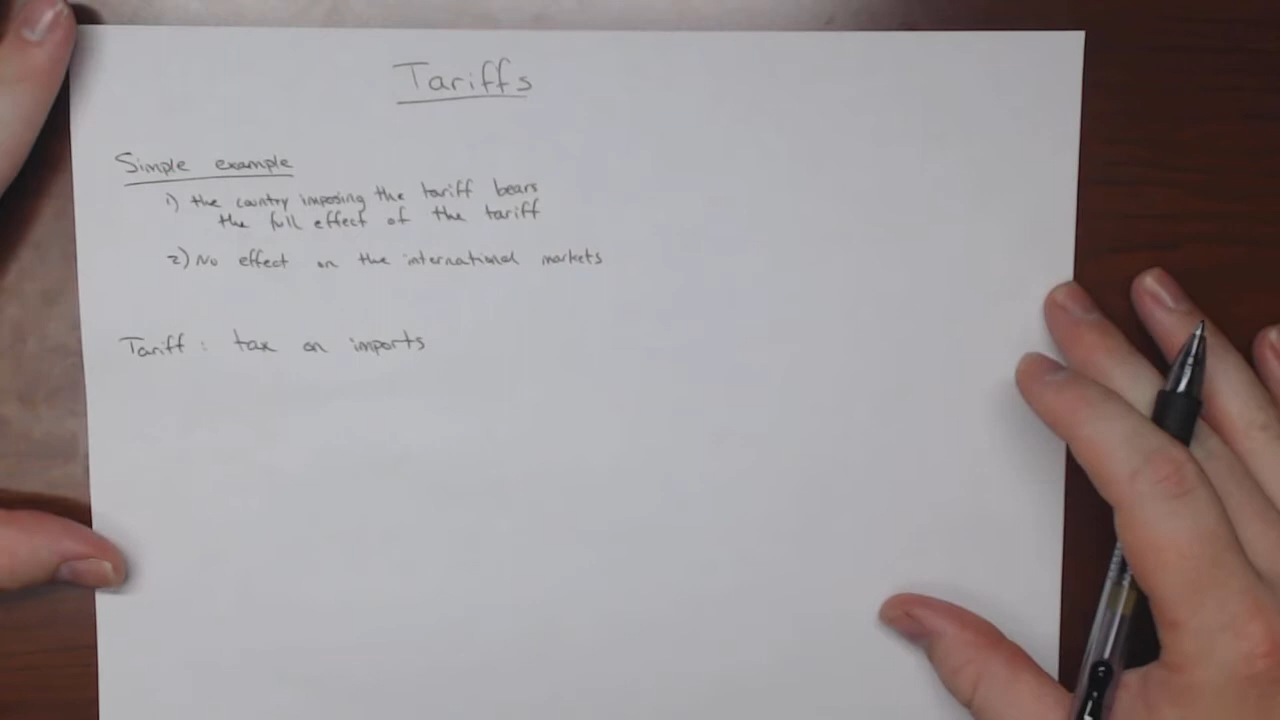 Tariffs
Simple example
1) the country imposing the tariff bears
the full effect of the tariff
2) No effect on the international markets
Tariff : tax on imports